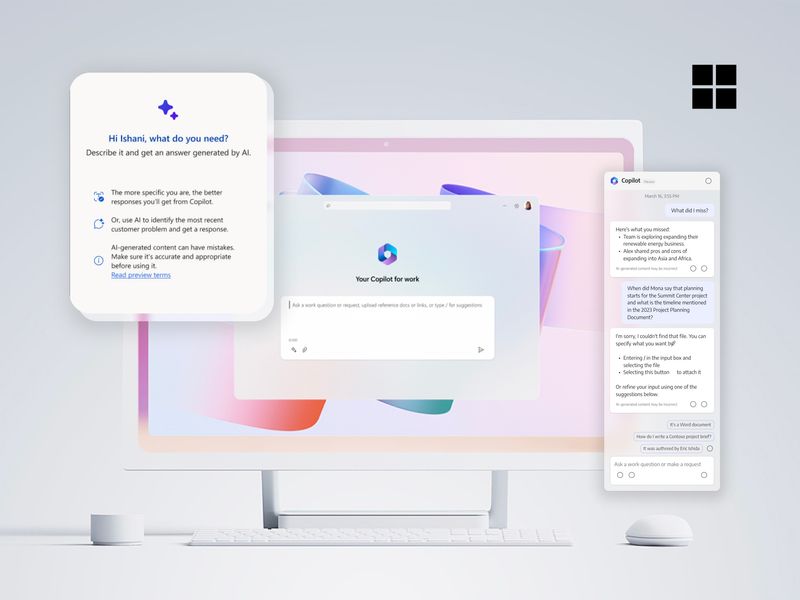 Hi Ishani, what do you need?
Describe it and get an answer generated by AI.
The more specific you are, the better
responses you'll get from Copilot.
Or, use AI to identify the most recent
customer problem and get a response.
AI-generated content can have mistakes.
Make sure it's accurate and appropriate
before using it.
Read preview terms
Your Copilot for work
Ask a work question or request, upload reference docs or links, or type / for suggestions
Copilot
March 16, 3:55 PM
What did I miss?
Here's what you missed:
• Team is exploring expanding their
renewable energy business.
• Alex shared pros and cons of
expanding into Asia and Africa.
AI-generated content may be incorrect
When did Mona say that planning
starts for the Summit Center project
and what is the timeline mentioned
in the 2023 Project Planning
Document?
I'm sorry, I couldn't find that file. You can
specify what you want by
• Entering / in the input box and
selecting the file
• Selecting this button to attach it
Or refine your input using one of the
suggestions below.
AI-generated content may be incorrect
It's a Word document
How do I write a Contoso project brief?
It was authored by Eric Ishida
Ask a work question or make a request